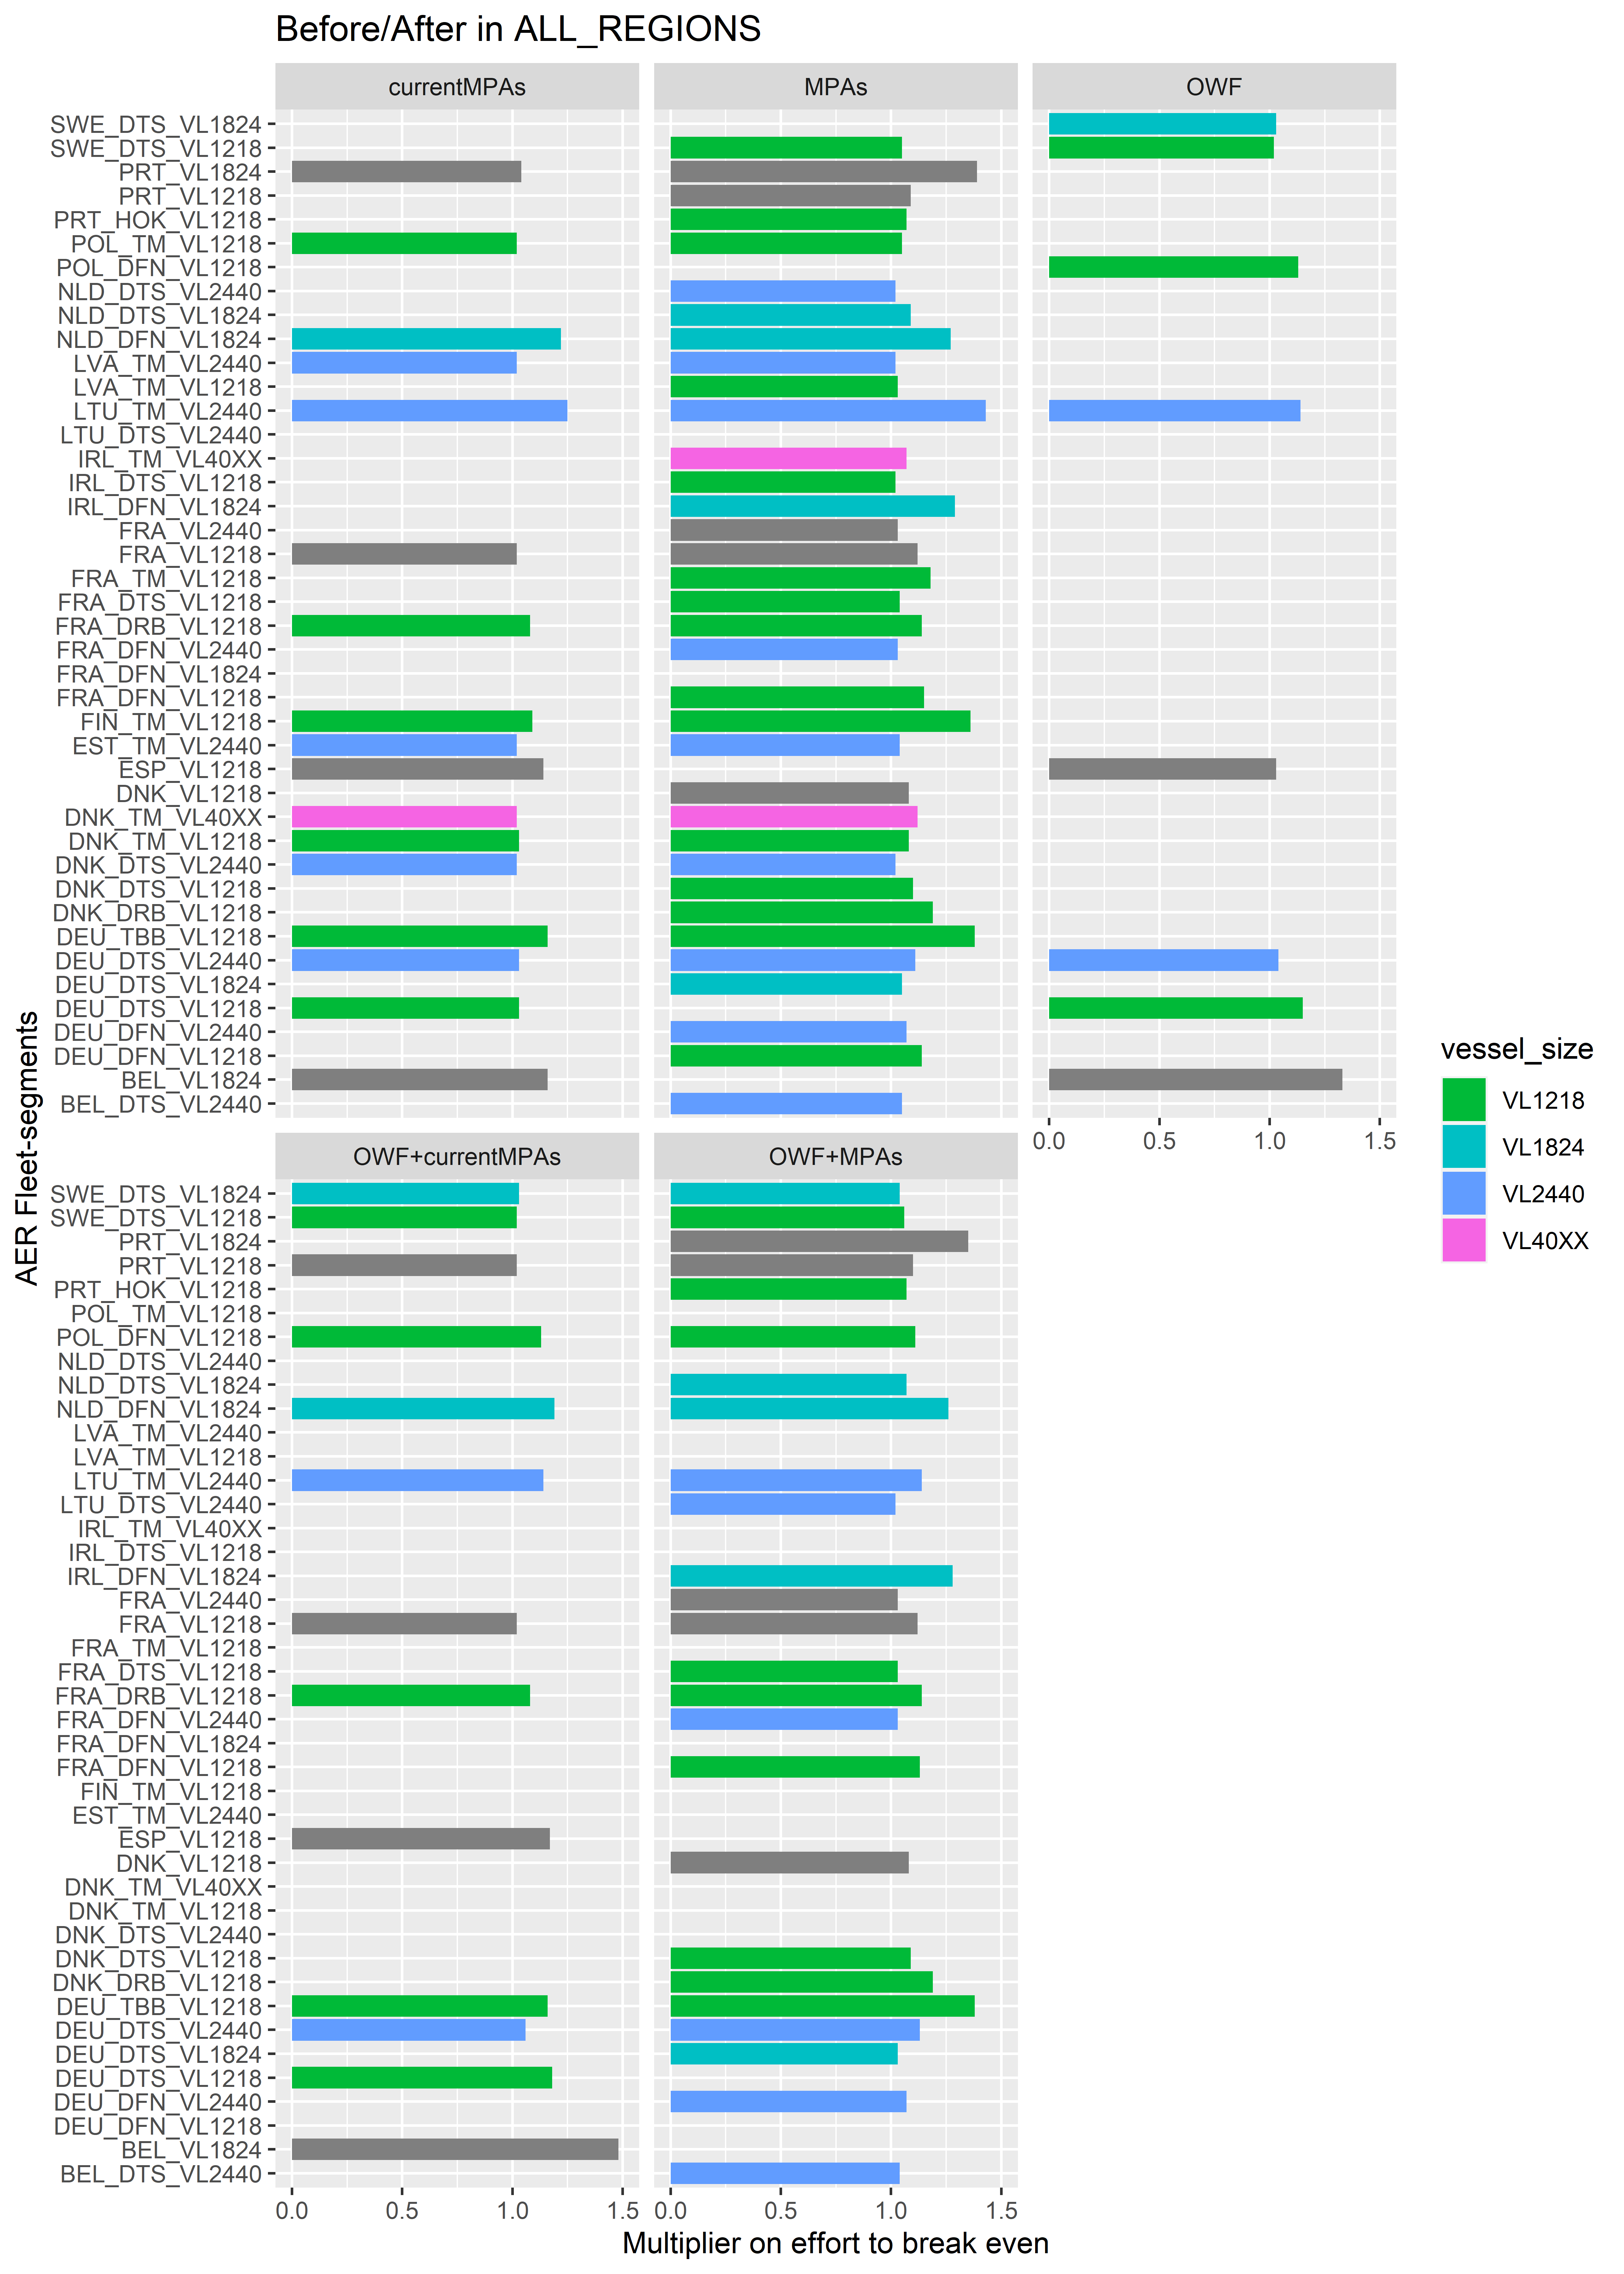 Before/After in ALL_REGIONS
currentMPAs
MPAs
OWF
SWE_DTS_VL1824
SWE_DTS_VL1218
PRT_VL1824
PRT_VL1218
PRT_HOK_VL1218
POL_TM_VL1218
POL_DFN_VL1218
NLD_DTS_VL2440
NLD_DTS_VL1824
NLD_DFN_VL1824
LVA_TM_VL2440
LVA_TM_VL1218
LTU_TM_VL2440
LTU_DTS_VL2440
IRL_TM_VL40XX
IRL_DTS_VL1218
IRL_DFN_VL1824
FRA_VL2440
FRA_VL1218
FRA_TM_VL1218
FRA_DTS_VL1218
FRA_DRB_VL1218
FRA_DFN_VL2440
FRA_DFN_VL1824
FRA_DFN_VL1218
FIN_TM_VL1218
EST_TM_VL2440
ESP_VL1218
DNK_VL1218
DNK_TM_VL40XX
DNK_TM_VL1218
DNK_DTS_VL2440
DNK_DTS_VL1218
DNK_DRB_VL1218
DEU_TBB_VL1218
DEU_DTS_VL2440
DEU_DTS_VL1824
DEU_DTS_VL1218
DEU_DFN_VL2440
DEU_DFN_VL1218
BEL_VL1824
BEL_DTS_VL2440
0.0 0.5 1.0 1.5
OWF+currentMPAs
OWF+MPAs
SWE_DTS_VL1824
SWE_DTS_VL1218
PRT_VL1824
PRT_VL1218
PRT_HOK_VL1218
POL_TM_VL1218
POL_DFN_VL1218
NLD_DTS_VL2440
NLD_DTS_VL1824
NLD_DFN_VL1824
LVA_TM_VL2440
LVA_TM_VL1218
LTU_TM_VL2440
LTU_DTS_VL2440
IRL_TM_VL40XX
IRL_DTS_VL1218
IRL_DFN_VL1824
FRA_VL2440
FRA_VL1218
FRA_TM_VL1218
FRA_DTS_VL1218
FRA_DRB_VL1218
FRA_DFN_VL2440
FRA_DFN_VL1824
FRA_DFN_VL1218
FIN_TM_VL1218
EST_TM_VL2440
ESP_VL1218
DNK_VL1218
DNK_TM_VL40XX
DNK_TM_VL1218
DNK_DTS_VL2440
DNK_DTS_VL1218
DNK_DRB_VL1218
DEU_TBB_VL1218
DEU_DTS_VL2440
DEU_DTS_VL1824
DEU_DTS_VL1218
DEU_DFN_VL2440
DEU_DFN_VL1218
BEL_VL1824
BEL_DTS_VL2440
0.0 0.5 1.0 1.5
0.0 0.5 1.0 1.5
Multiplier on effort to break even
AER Fleet-segments
vessel_size
VL1218
VL1824
VL2440
VL40XX